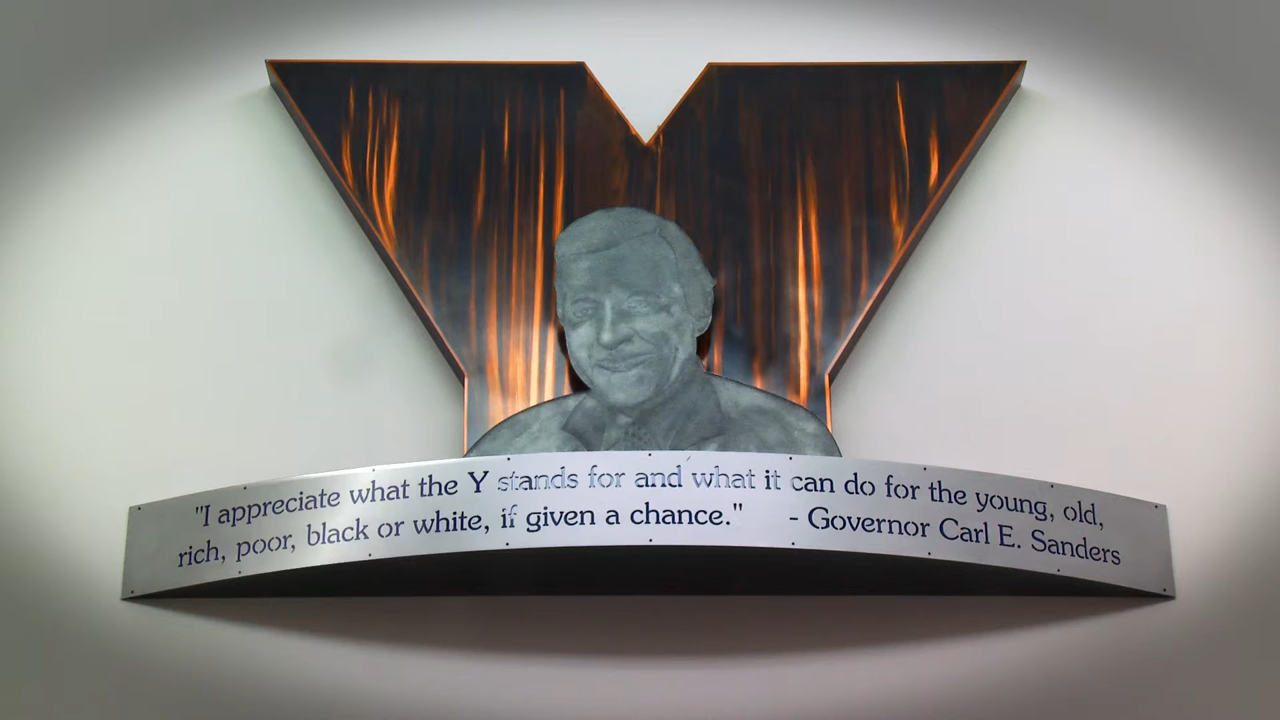 "I appreciate what the Y stands for and what it can do for the young, old,
rich, poor, black or white, if given a chance." - Governor Carl E. Sanders